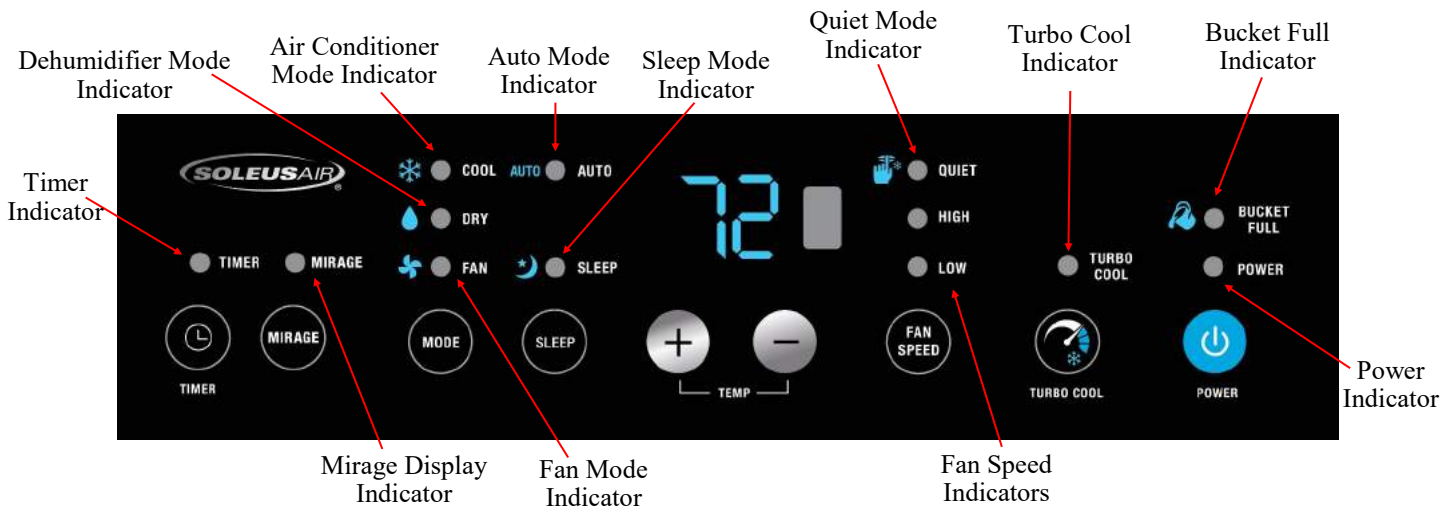 Quiet Mode
Indicator
Turbo Cool
Indicator
Bucket Full
Indicator
Air Conditioner
Mode Indicator
Dehumidifier Mode
Indicator
Auto Mode
Indicator
Sleep Mode
Indicator
Timer
Indicator
SOLEUSAIR®
COOL
AUTO
AUTO
DRY
FAN
SLEEP
TIMER
MIRAGE
72
QUIET
HIGH
LOW
TURBO
COOL
BUCKET
FULL
POWER
MIRAGE
MODE
SLEEP
+
−
FAN
SPEED
TIMER
TEMP
TURBO COOL
POWER
Power
Indicator
Mirage Display
Indicator
Fan Mode
Indicator
Fan Speed
Indicators